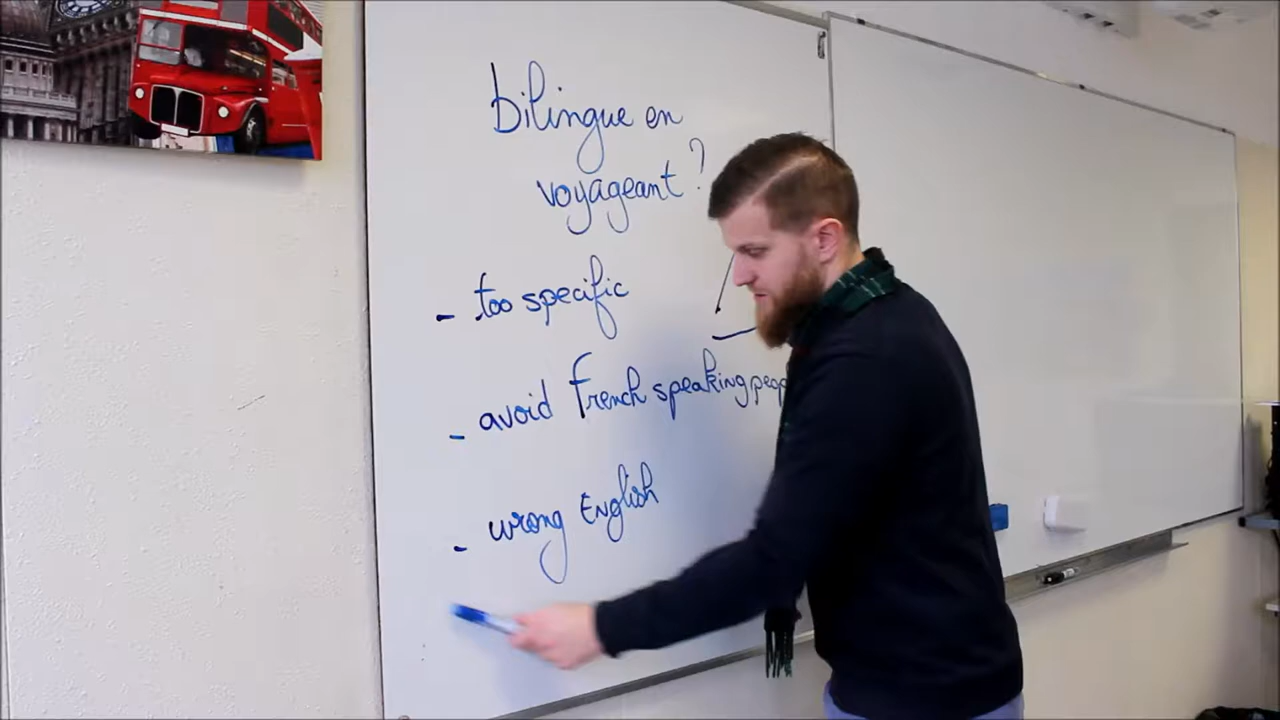 bilingue en
voyageant ?
- too specific
- avoid French speaking peop
- wrong English